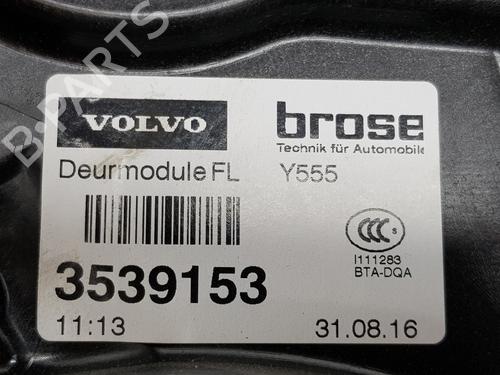 VOLVO
brose
Technik für Automobile
Deurmodule FL Y555
CCC S
3539153
I111283
BTA-DQA
11:13 31.08.16
B-PARTS